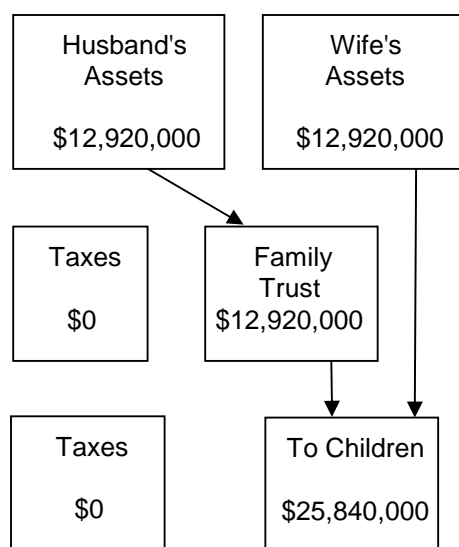 Husband's
Assets
$12,920,000
Wife's
Assets
$12,920,000
Taxes
$0
Family
Trust
$12,920,000
Taxes
$0
To Children
$25,840,000